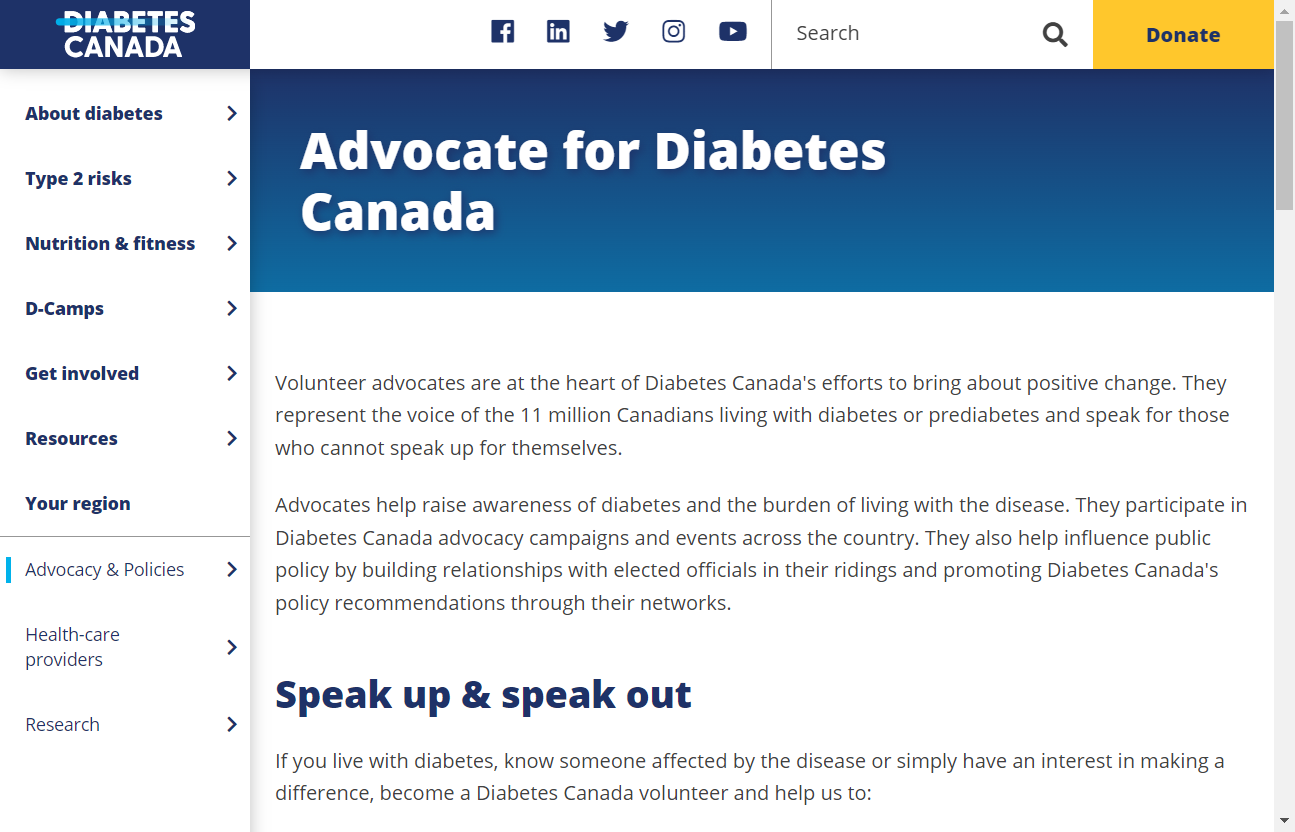 DIABETES
CANADA
Search
Donate
About diabetes
Type 2 risks
Nutrition & fitness
D-Camps
Get involved
Resources
Your region
Advocacy & Policies
Health-care
providers
Research
Advocate for Diabetes
Canada
Volunteer advocates are at the heart of Diabetes Canada's efforts to bring about positive change. They
represent the voice of the 11 million Canadians living with diabetes or prediabetes and speak for those
who cannot speak up for themselves.
Advocates help raise awareness of diabetes and the burden of living with the disease. They participate in
Diabetes Canada advocacy campaigns and events across the country. They also help influence public
policy by building relationships with elected officials in their ridings and promoting Diabetes Canada's
policy recommendations through their networks.
Speak up & speak out
If you live with diabetes, know someone affected by the disease or simply have an interest in making a
difference, become a Diabetes Canada volunteer and help us to: